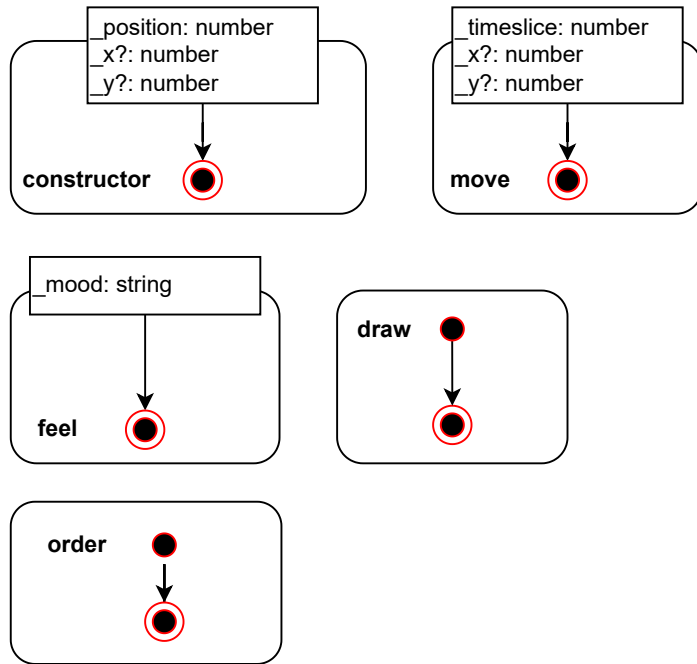 _position: number
_x?: number
_y?: number
constructor
_timeslice: number
_x?: number
_y?: number
move
_mood: string
feel
draw
order